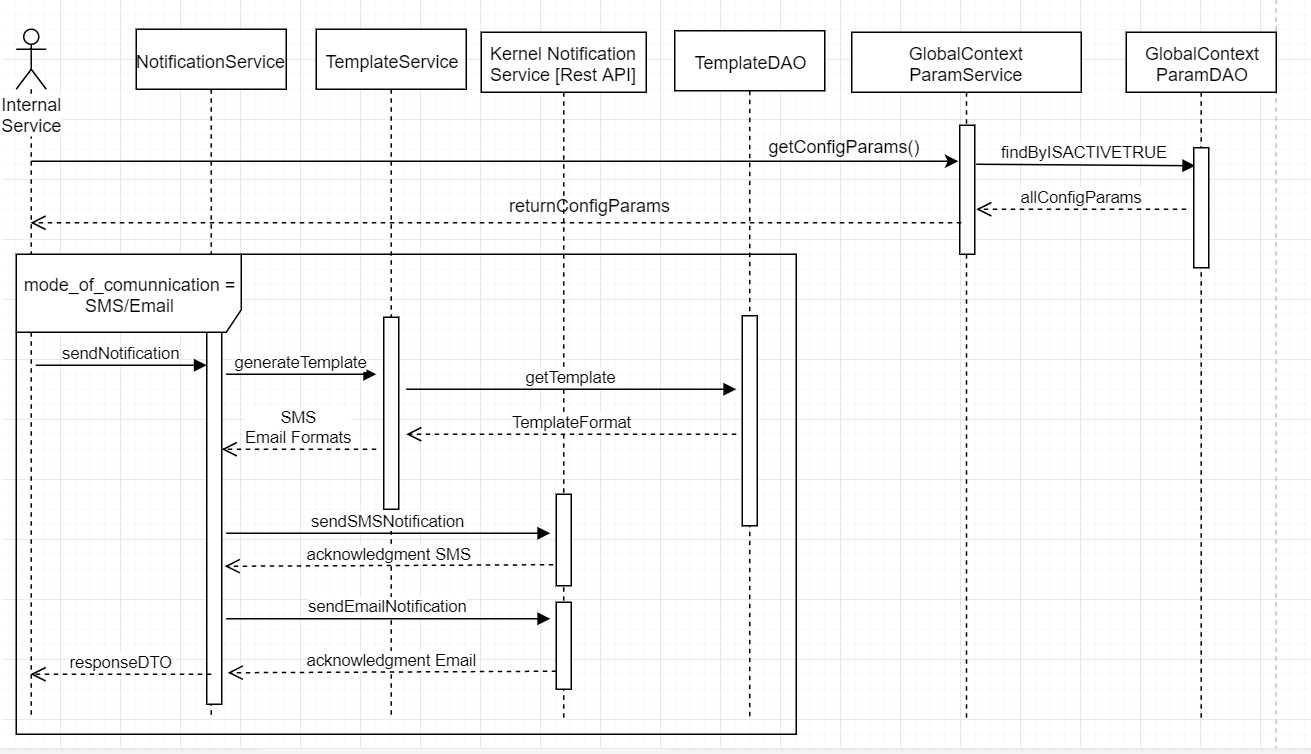 Internal
Service
NotificationService
TemplateService
Kernel Notification
Service [Rest API]
TemplateDAO
GlobalContext
ParamService
GlobalContext
ParamDAO
getConfigParams()
findByISACTIVETRUE
allConfigParams
returnConfigParams
mode_of_comunnication =
SMS/Email
sendNotification
generateTemplate
getTemplate
TemplateFormat
SMS
Email Formats
sendSMSNotification
acknowledgment SMS
sendEmailNotification
acknowledgment Email
responseDTO